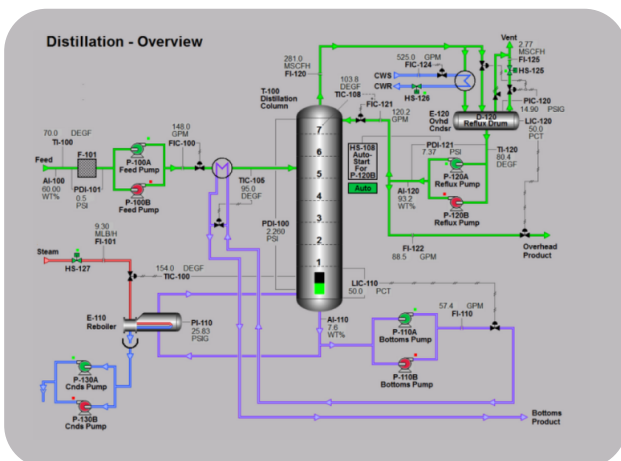 Distillation - Overview
Vent
2.77
MSCFH
FI-125
HS-125
281.0
MSCFH
FI-120
525.0 GPM
FIC-124
CWS
CWR
HS-126
E-120
Ovhd
Cndsr
D-120
Reflux Drum
PIC-120
14.90 PSIG
LIC-120
50.0
PCT
T-100
Distillation
Column
103.8
DEGF
TIC-108
FIC-121
120.2
GPM
7
6
5
4
3
2
1
HS-108
Auto-
Start
For
P-120B
Auto
PDI-121
7.37 PSI
TI-120
80.4
DEGF
P-120A
Reflux Pump
P-120B
Reflux Pump
AI-120
93.2
WT%
FI-122
88.5 GPM
Overhead
Product
70.0 DEGF
TI-100
Feed
AI-100
60.00
WT%
F-101
PDI-101
0.5
PSI
P-100A
Feed Pump
P-100B
Feed Pump
148.0
GPM
FIC-100
TIC-105
95.0
DEGF
PDI-100
2.260
PSI
9.30
MLB/H
FI-101
Steam
HS-127
154.0 DEGF
TIC-100
LIC-110
50.0 PCT
E-110
Reboiler
PI-110
25.83
PSIG
AI-110
7.6
WT%
57.4 GPM
FI-110
P-110A
Bottoms Pump
P-110B
Bottoms Pump
P-130A
Cnds Pump
P-130B
Cnds Pump
Bottoms
Product